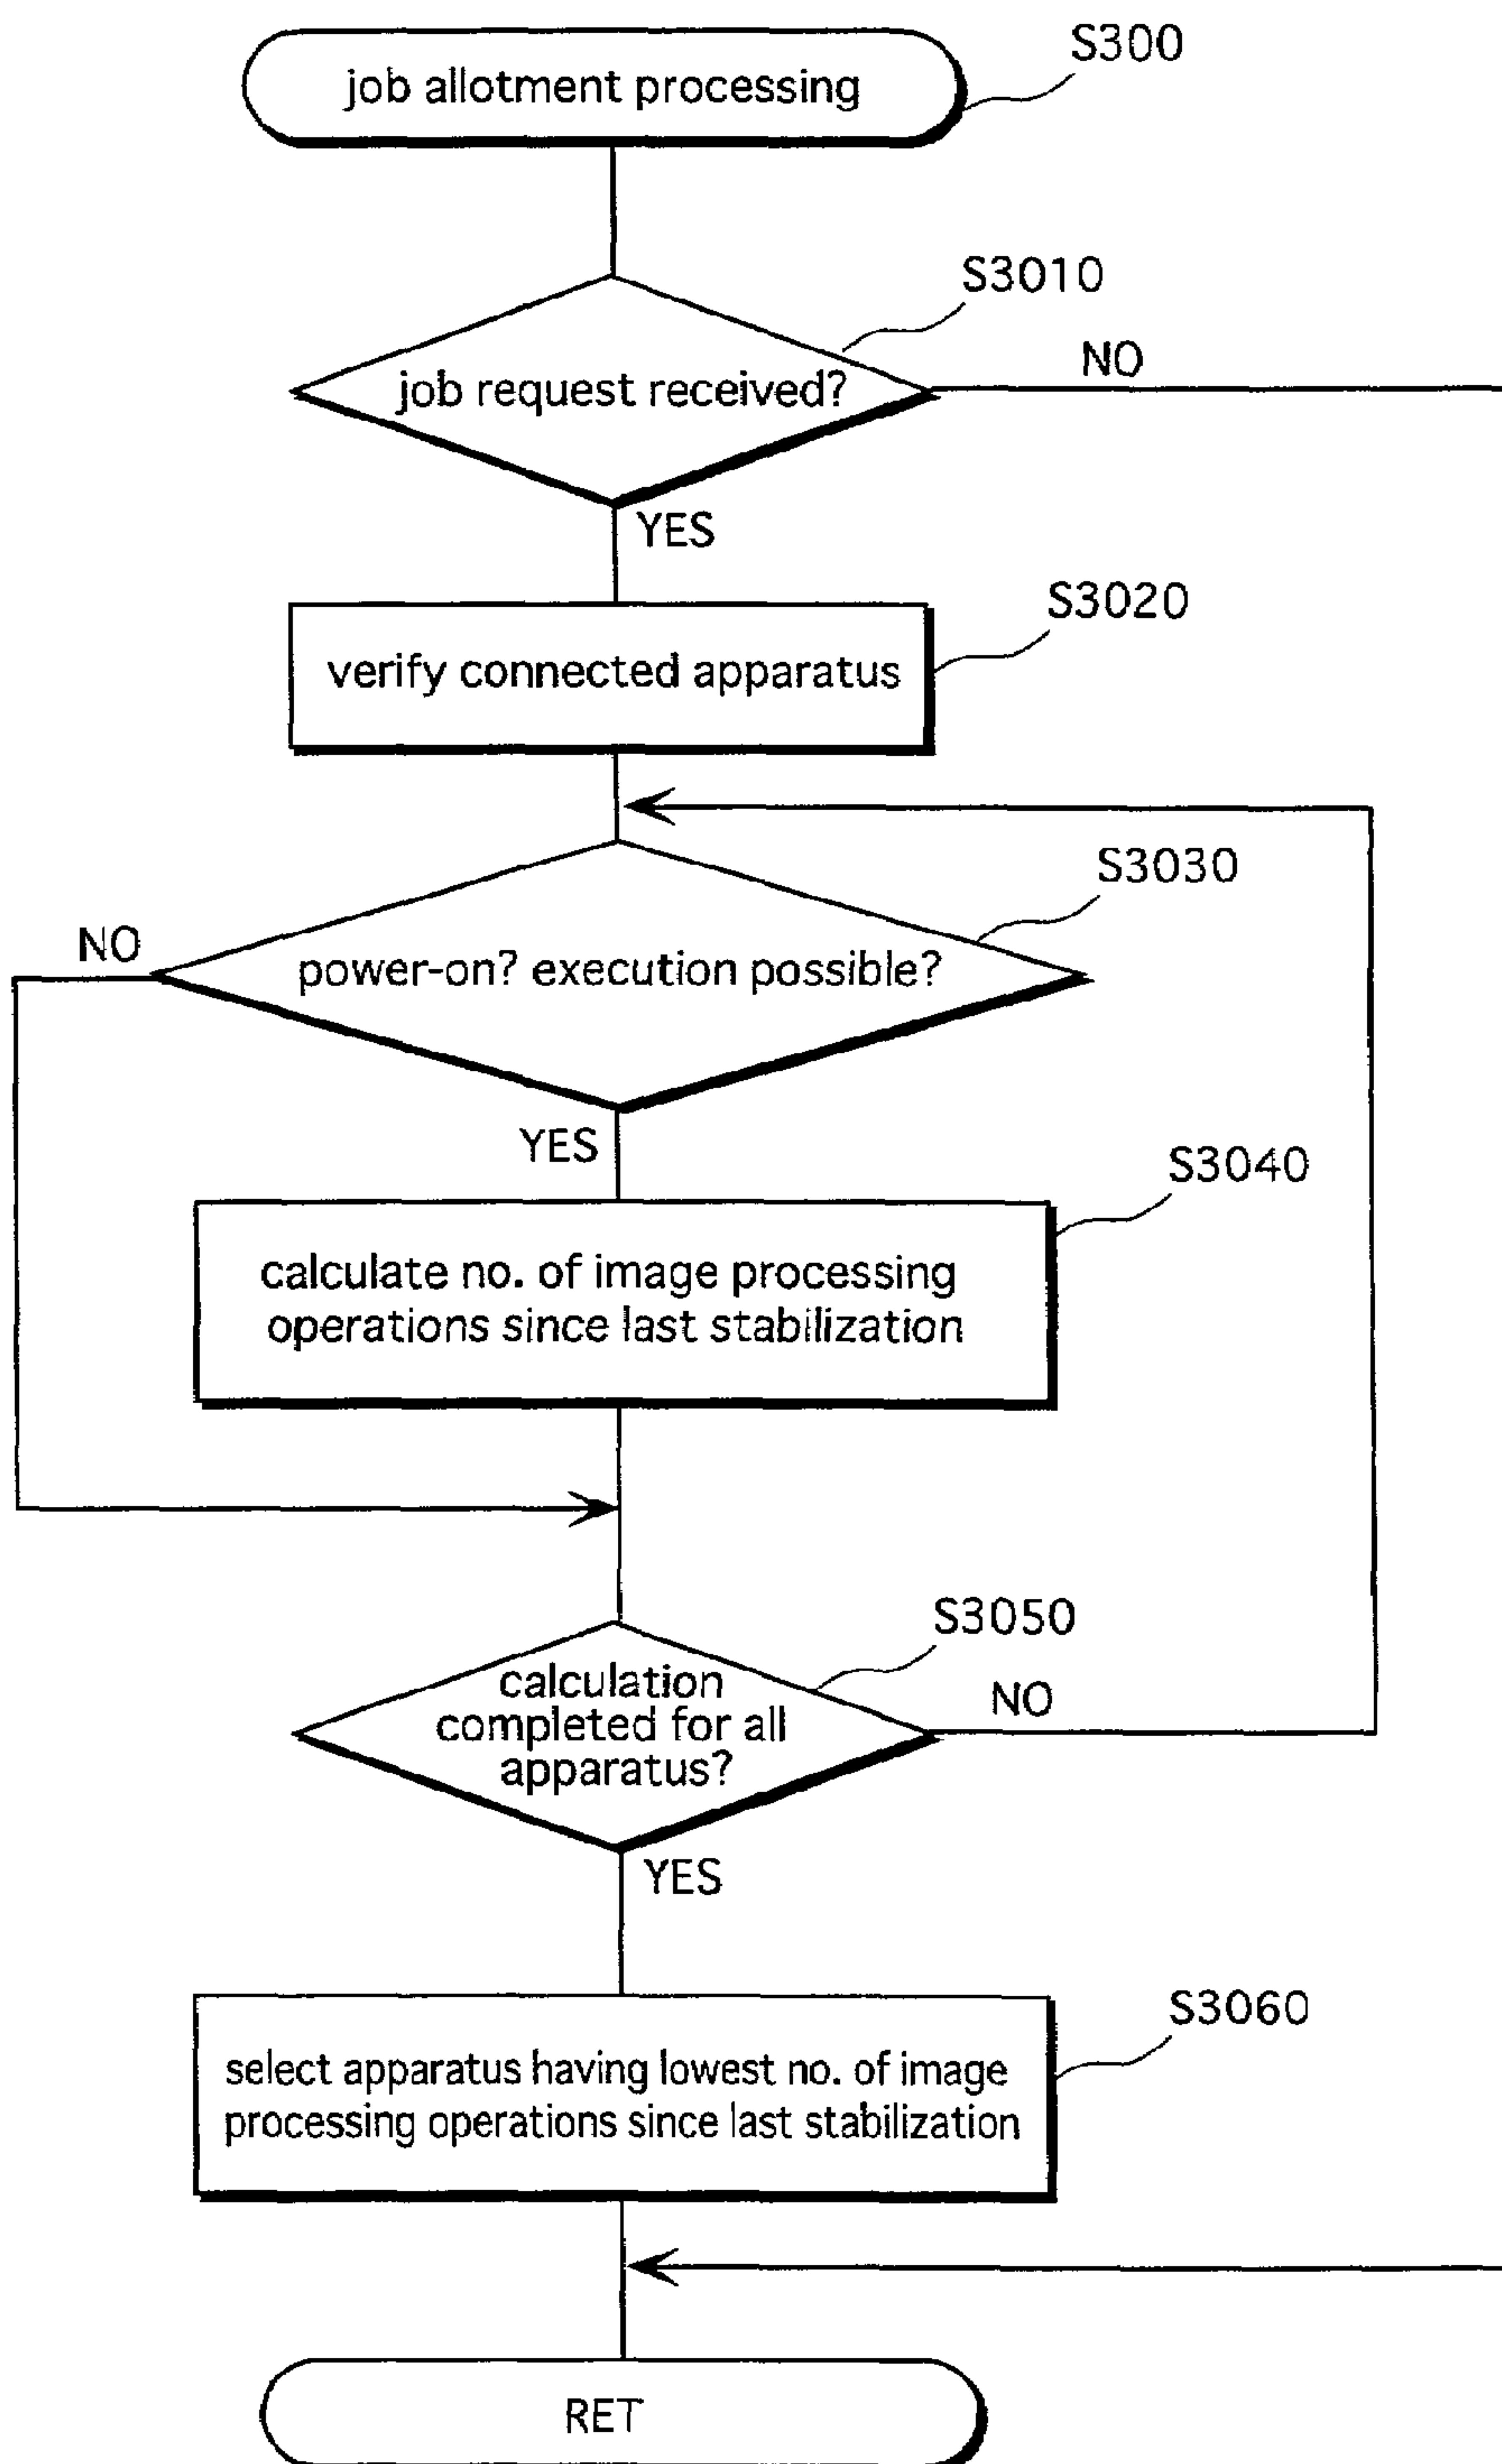 job allotment processing
S300
S3010
job request received?
NO
YES
S3020
verify connected apparatus
S3030
NO
power-on? execution possible?
YES
S3040
calculate no. of image processing
operations since last stabilization
S3050
calculation
completed for all
apparatus?
NO
YES
S3060
select apparatus having lowest no. of image
processing operations since last stabilization
RET